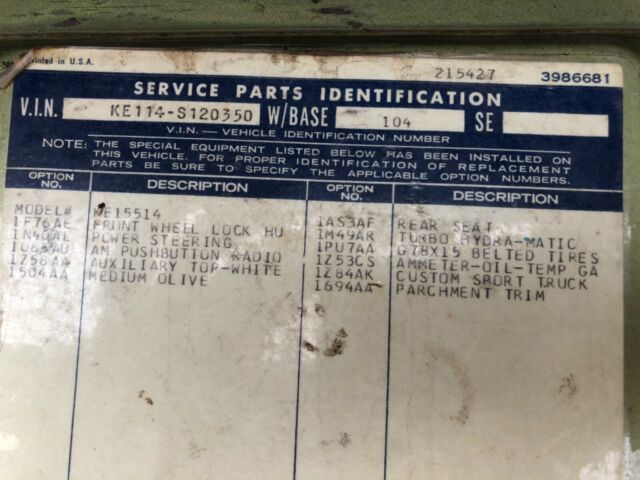 Printed in U.S.A.
215427 3986681
SERVICE PARTS IDENTIFICATION
V.I.N. KE114-S120350 W/BASE 104 SE
V.I.N. — VEHICLE IDENTIFICATION NUMBER
NOTE: THE SPECIAL EQUIPMENT LISTED BELOW HAS BEEN INSTALLED ON
THIS VEHICLE. FOR PROPER IDENTIFICATION OF REPLACEMENT
PARTS BE SURE TO SPECIFY THE APPLICABLE OPTION NUMBERS.
OPTION NO. DESCRIPTION OPTION NO. DESCRIPTION
MODEL# KE15514
1F76AE FRONT WHEEL LOCK HU 1AS3AF REAR SEAT
1N40AL POWER STEERING 1M49AR TURBO HYDRA-MATIC
1U63AU AM PUSHBUTTON RADIO 1PU7AA G78X15 BELTED TIRES
1Z58AA AUXILIARY TOP-WHITE 1Z53CS AMMETER-OIL-TEMP GA
1504AA MEDIUM OLIVE 1Z84AK CUSTOM SPORT TRUCK
1694AA PARCHMENT TRIM